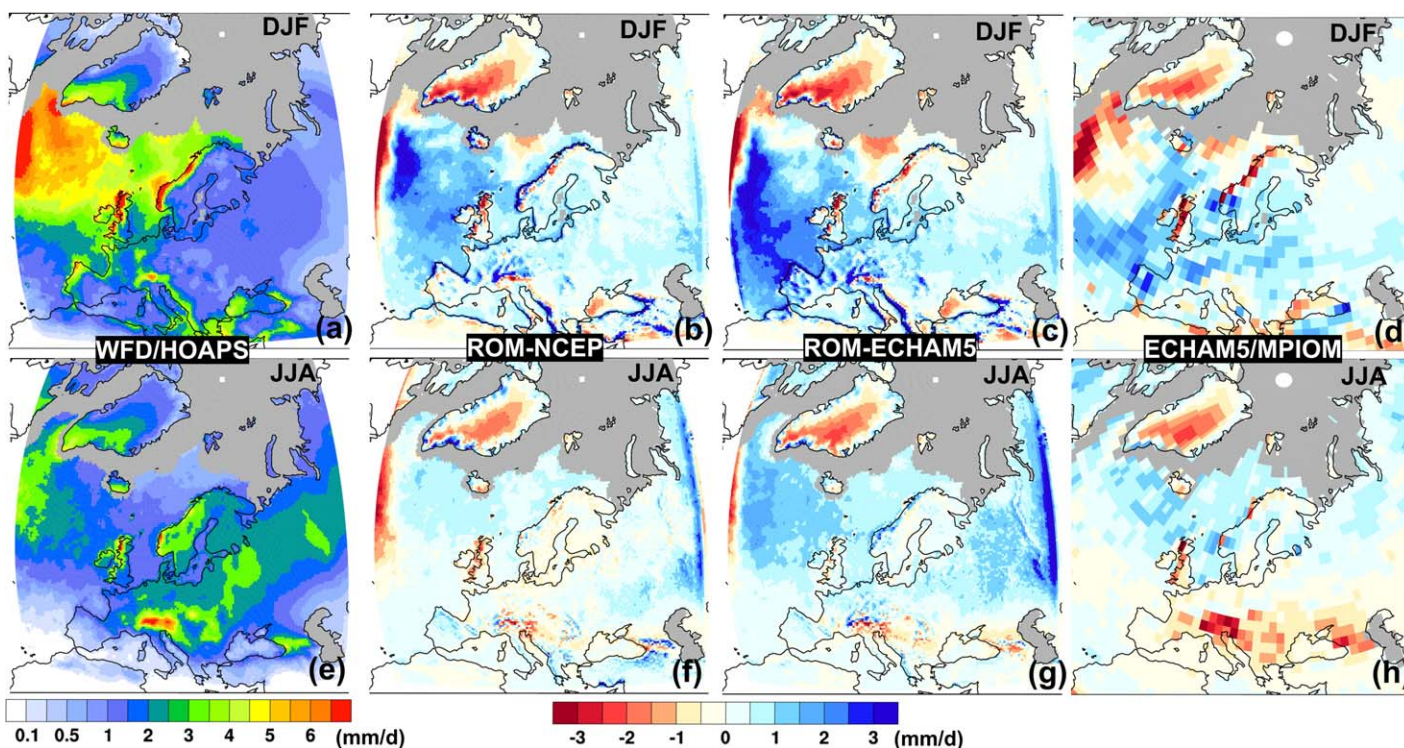 DJF DJF DJF DJF
(a) (b) (c) (d)
WFD/HOAPS ROM-NCEP ROM-ECHAM5 ECHAM5/MPIOM
JJA JJA JJA JJA
(e) (f) (g) (h)
0.1 0.5 1 2 3 4 5 6 (mm/d) -3 -2 -1 0 1 2 3 (mm/d)